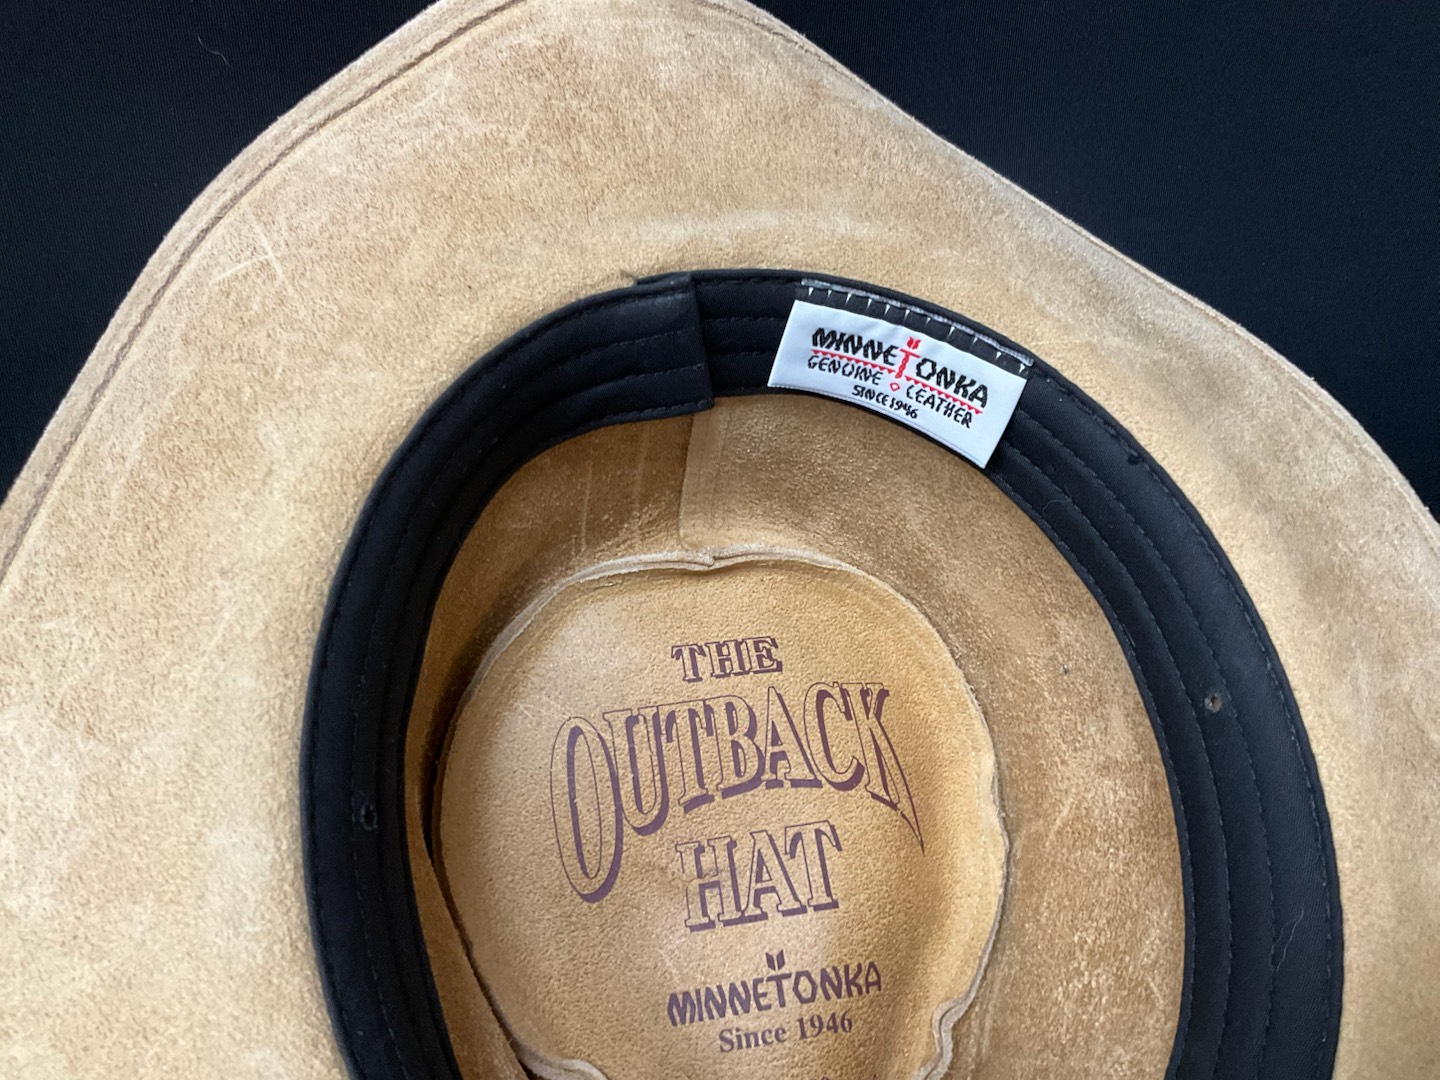 MINNETONKA
GENUINE LEATHER
SINCE 1946
THE
OUTBACK
HAT
MINNETONKA
Since 1946